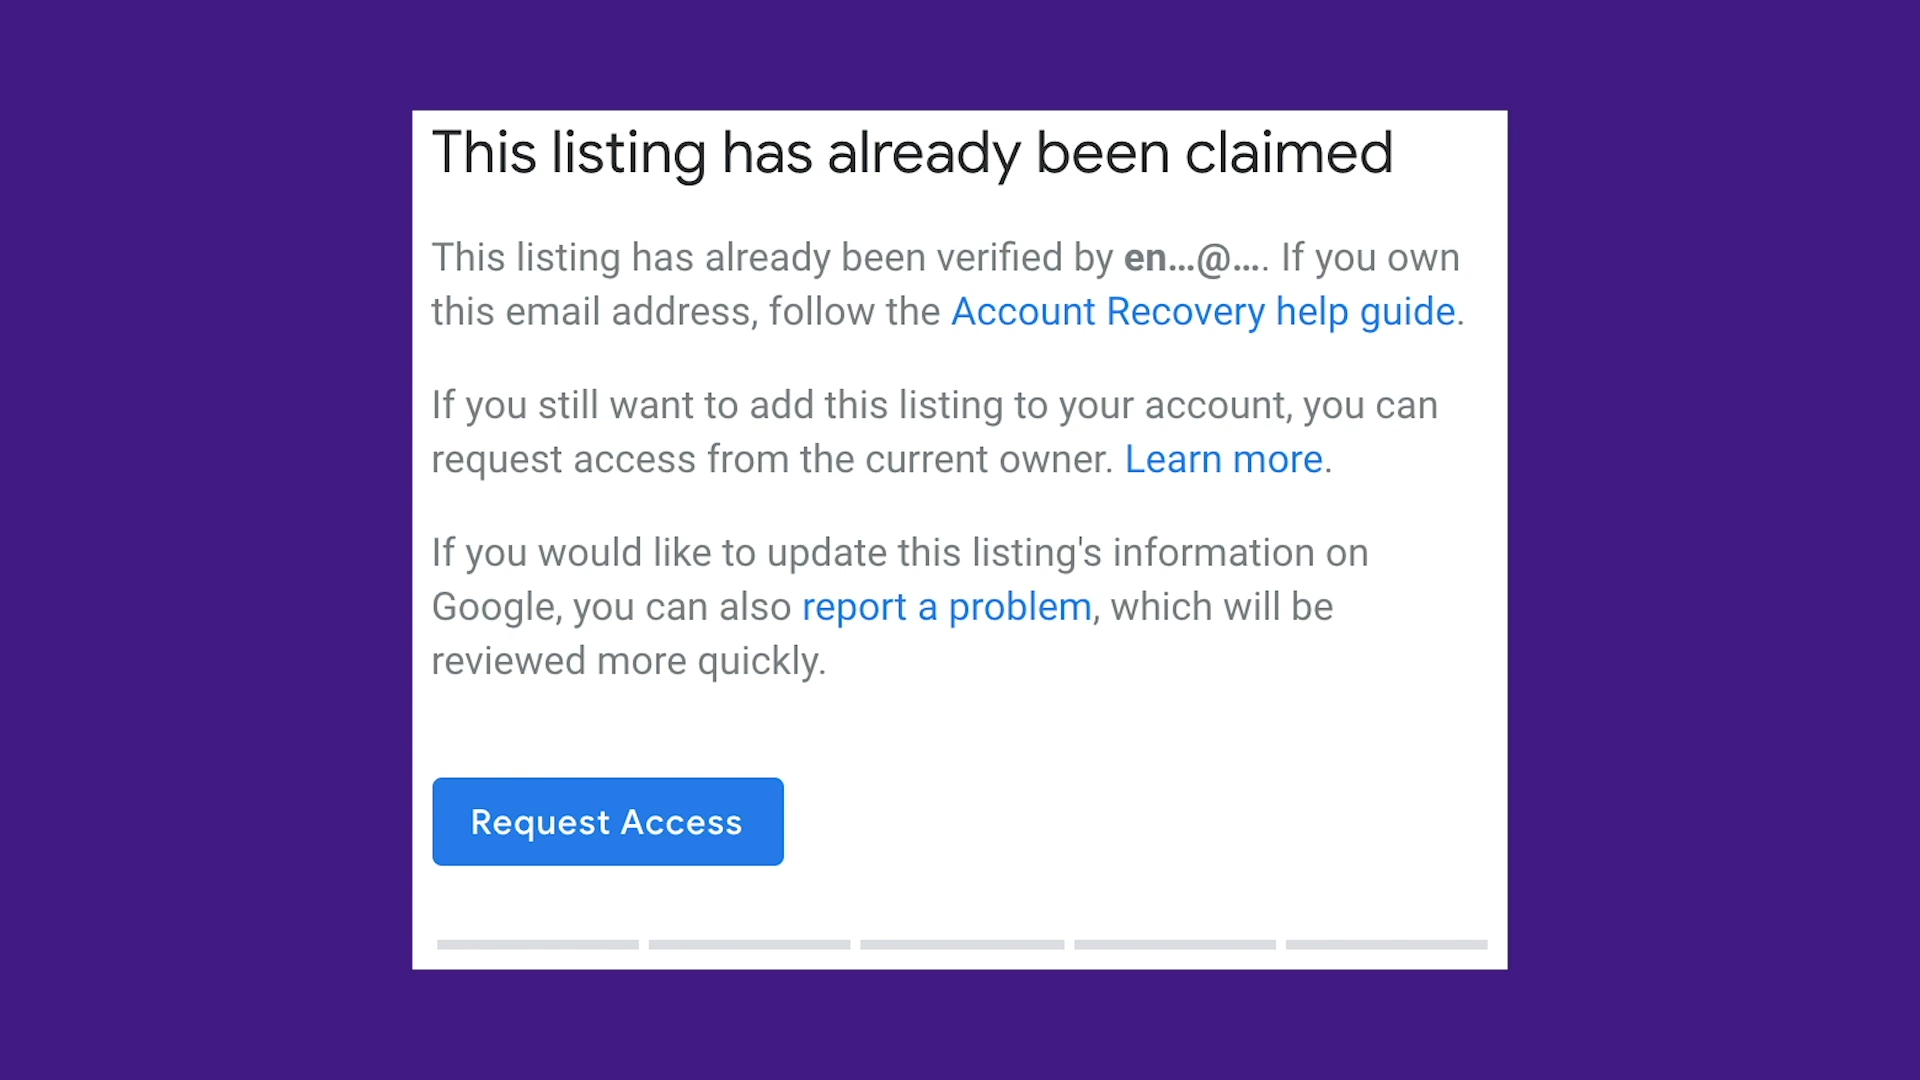 This listing has already been claimed
This listing has already been verified by en...@.... If you own
this email address, follow the Account Recovery help guide.
If you still want to add this listing to your account, you can
request access from the current owner. Learn more.
If you would like to update this listing's information on
Google, you can also report a problem, which will be
reviewed more quickly.
Request Access